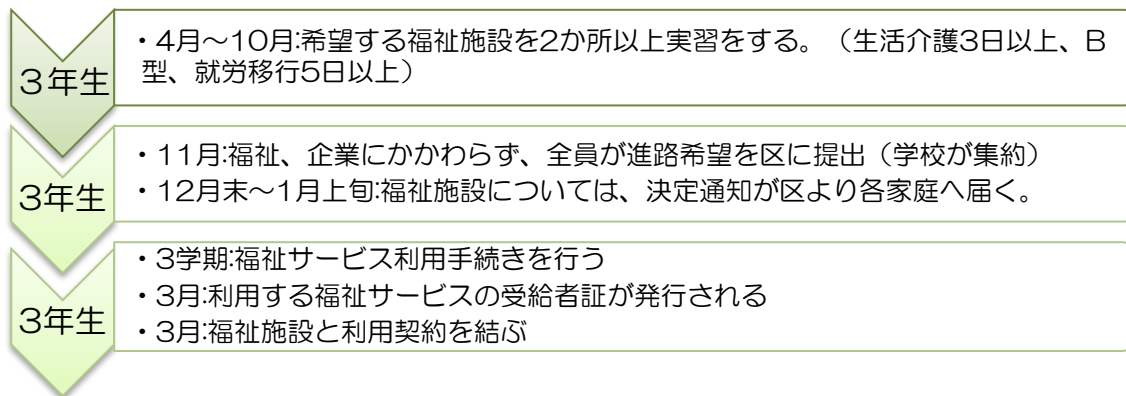 3年生
・4月～10月:希望する福祉施設を2か所以上実習をする。（生活介護3日以上、B
型、就労移行5日以上）
3年生
・11月:福祉、企業にかかわらず、全員が進路希望を区に提出（学校が集約）
・12月末～1月上旬:福祉施設については、決定通知が区より各家庭へ届く。
3年生
・3学期:福祉サービス利用手続きを行う
・3月:利用する福祉サービスの受給者証が発行される
・3月:福祉施設と利用契約を結ぶ